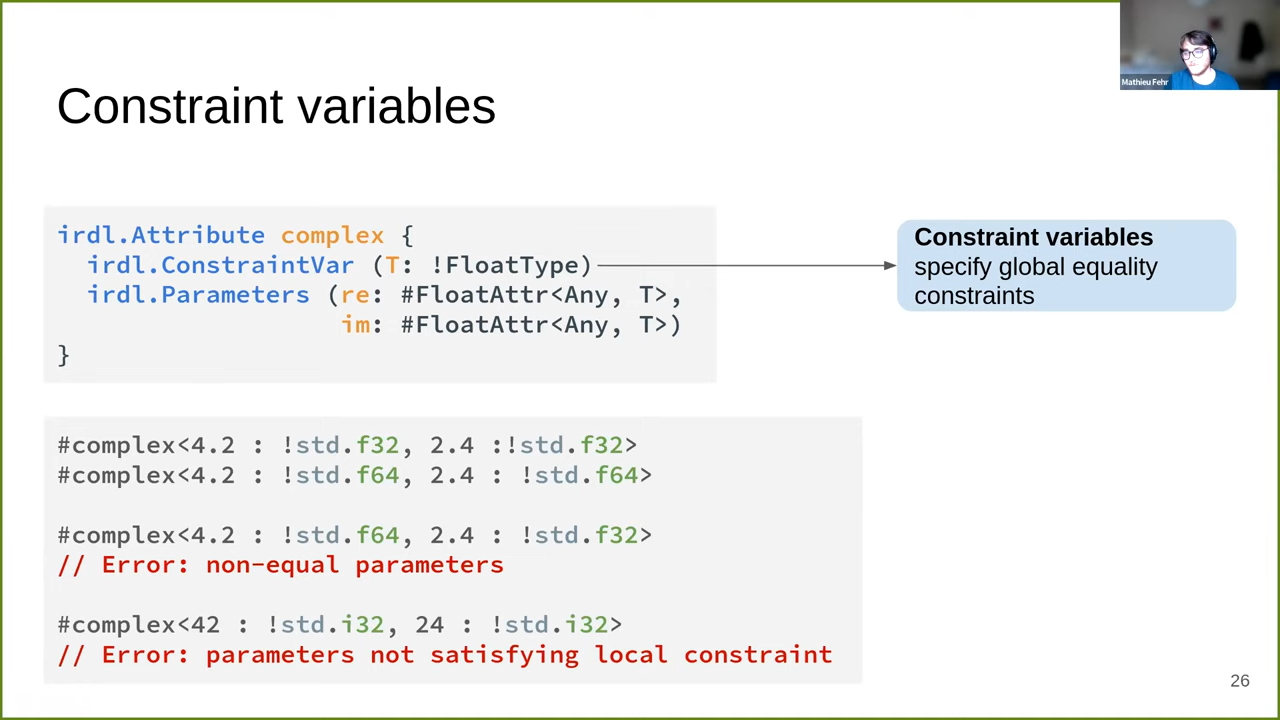 Mathieu Fehr
Constraint variables
irdl.Attribute complex {
  irdl.ConstraintVar (T: !FloatType)
  irdl.Parameters (re: #FloatAttr<Any, T>,
                   im: #FloatAttr<Any, T>)
}
Constraint variables
specify global equality
constraints
#complex<4.2 : !std.f32, 2.4 :!std.f32>
#complex<4.2 : !std.f64, 2.4 : !std.f64>
#complex<4.2 : !std.f64, 2.4 : !std.f32>
// Error: non-equal parameters
#complex<42 : !std.i32, 24 : !std.i32>
// Error: parameters not satisfying local constraint
26